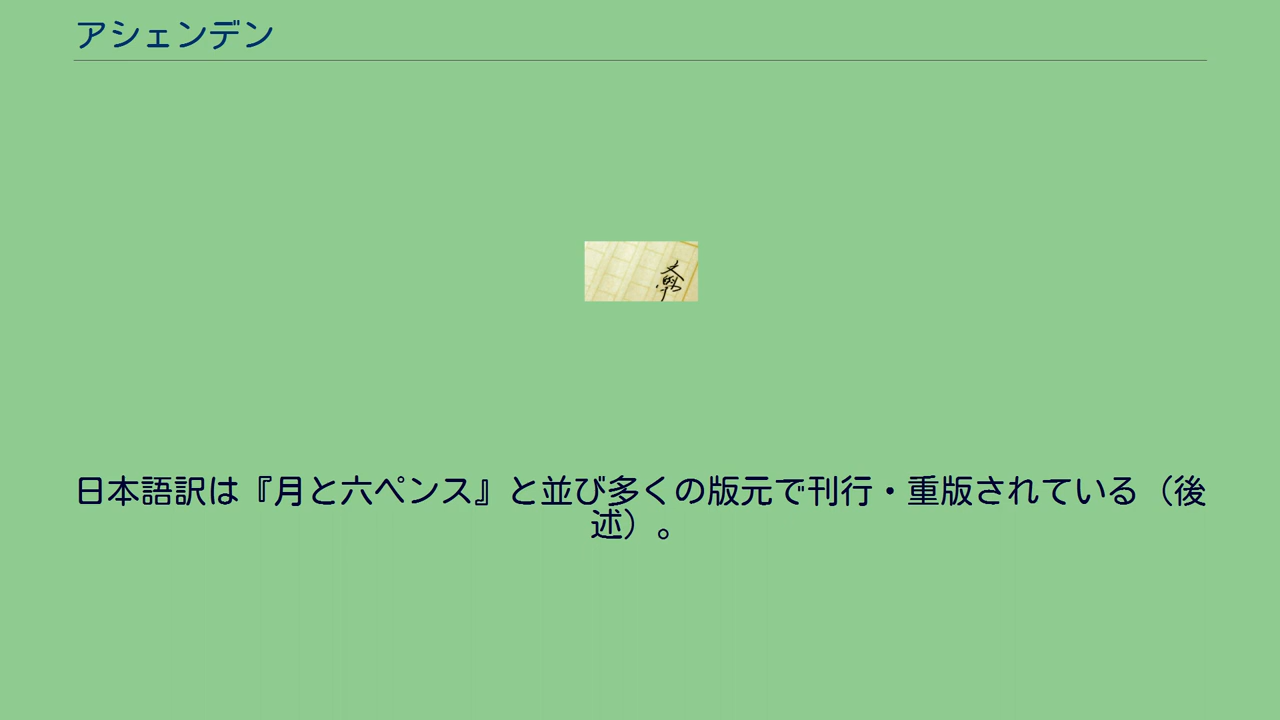 アシェンデン
日本語訳は『月と六ペンス』と並び多くの版元で刊行・重版されている（後
述）。